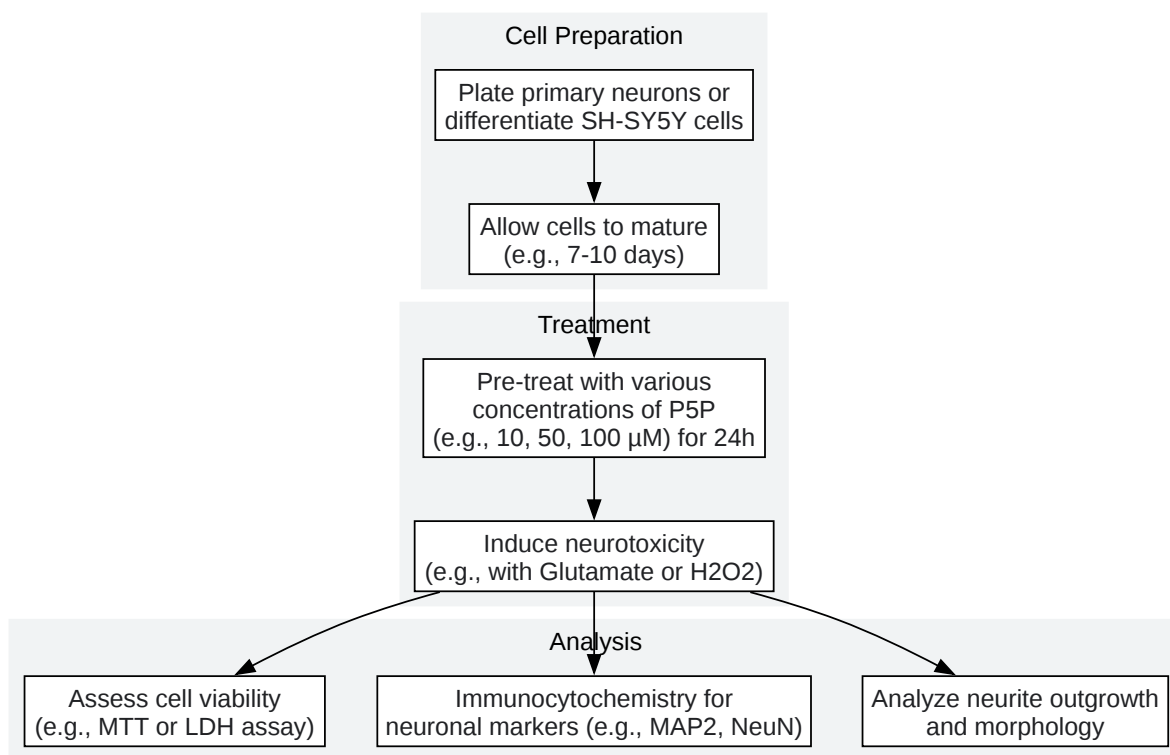 Cell Preparation
Plate primary neurons or
differentiate SH-SY5Y cells
Allow cells to mature
(e.g., 7-10 days)
Treatment
Pre-treat with various
concentrations of P5P
(e.g., 10, 50, 100 µM) for 24h
Induce neurotoxicity
(e.g., with Glutamate or H2O2)
Analysis
Assess cell viability
(e.g., MTT or LDH assay)
Immunocytochemistry for
neuronal markers (e.g., MAP2, NeuN)
Analyze neurite outgrowth
and morphology